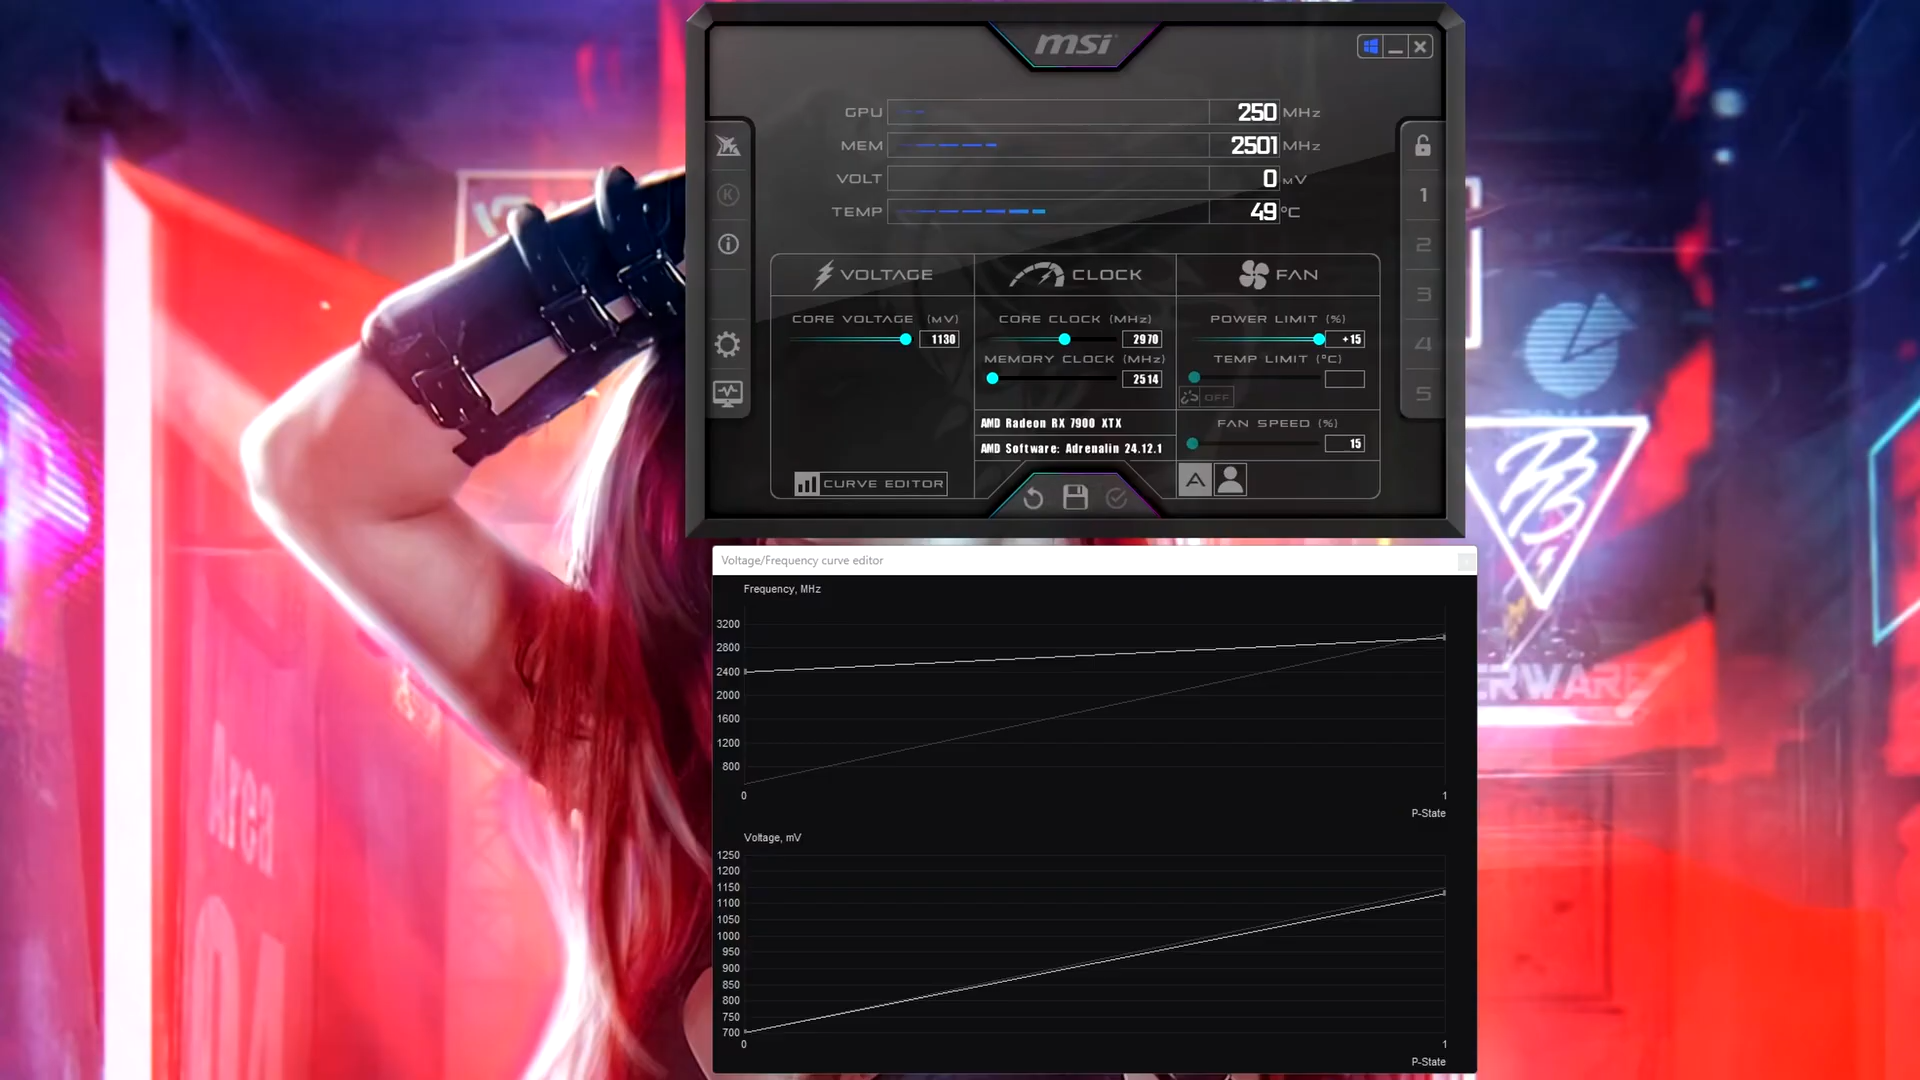 msi
GPU 250 MHz
MEM 2501 MHz
VOLT 0 mV
TEMP 49 °C
K
1
2
3
4
5
VOLTAGE
CLOCK
FAN
CORE VOLTAGE (MV)
1130
CORE CLOCK (MHz)
2970
MEMORY CLOCK (MHz)
2514
POWER LIMIT (%)
+15
TEMP LIMIT (°C)
OFF
FAN SPEED (%)
15
AMD Radeon RX 7900 XTX
AMD Software: Adrenalin 24.12.1
CURVE EDITOR
A
Voltage/Frequency curve editor
Frequency, MHz
3200
2800
2400
2000
1600
1200
800
0 1
P-State
Voltage, mV
1250
1200
1150
1100
1050
1000
950
900
850
800
750
700
0 1
P-State
Area
ERWARE